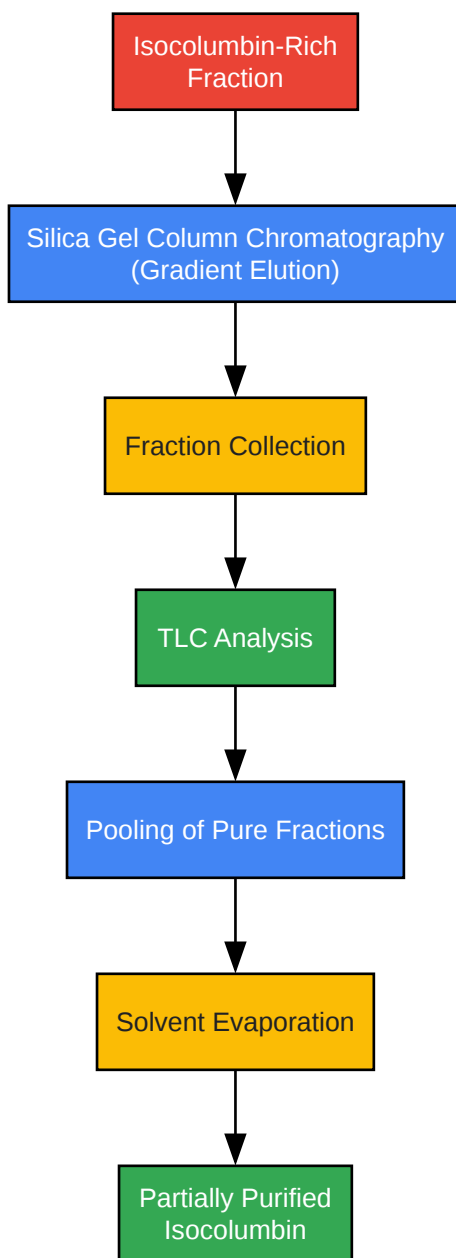 Isocolumbin-Rich
Fraction
Silica Gel Column Chromatography
(Gradient Elution)
Fraction Collection
TLC Analysis
Pooling of Pure Fractions
Solvent Evaporation
Partially Purified
Isocolumbin